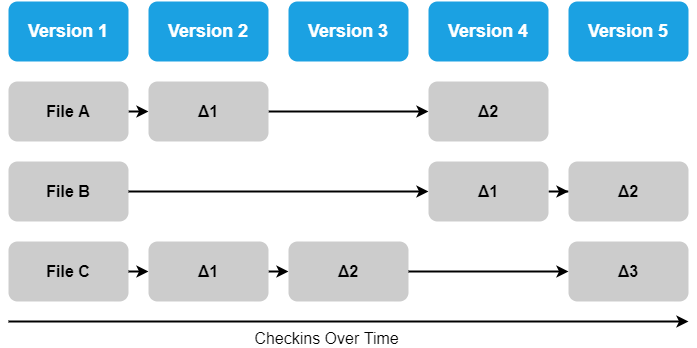 Version 1 Version 2 Version 3 Version 4 Version 5
File A Δ1 Δ2
File B Δ1 Δ2
File C Δ1 Δ2 Δ3
Checkins Over Time